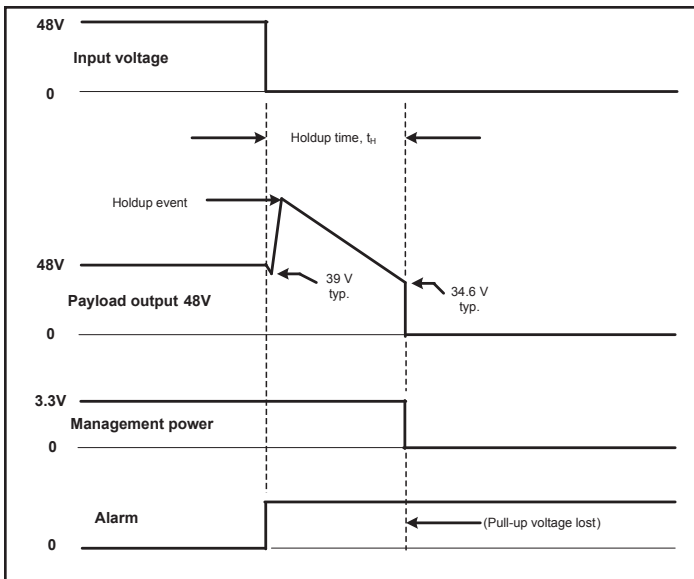 48V
Input voltage
0
Holdup time, tH
Holdup event
48V
39 V
typ.
34.6 V
typ.
Payload output 48V
0
3.3V
Management power
0
Alarm
(Pull-up voltage lost)
0